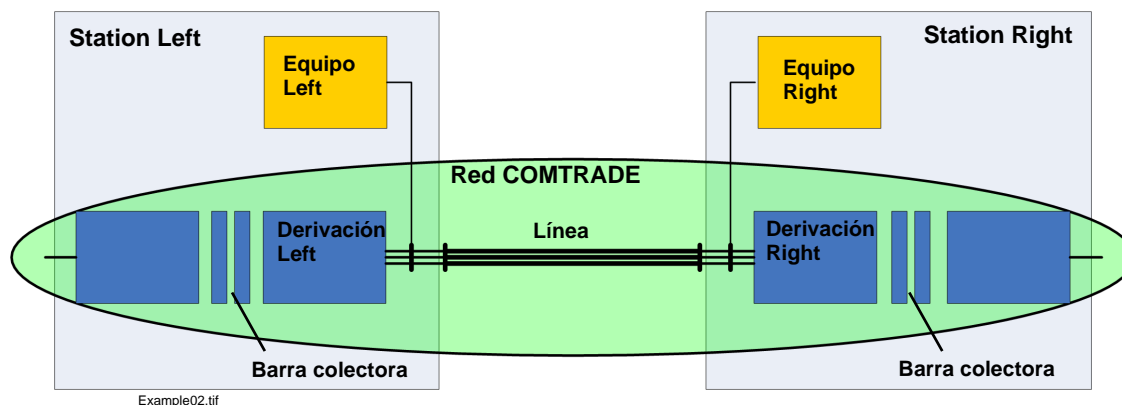 Station Left
Station Right
Equipo
Left
Equipo
Right
Red COMTRADE
Derivación
Left
Línea
Derivación
Right
Barra colectora
Barra colectora
Example02.tif